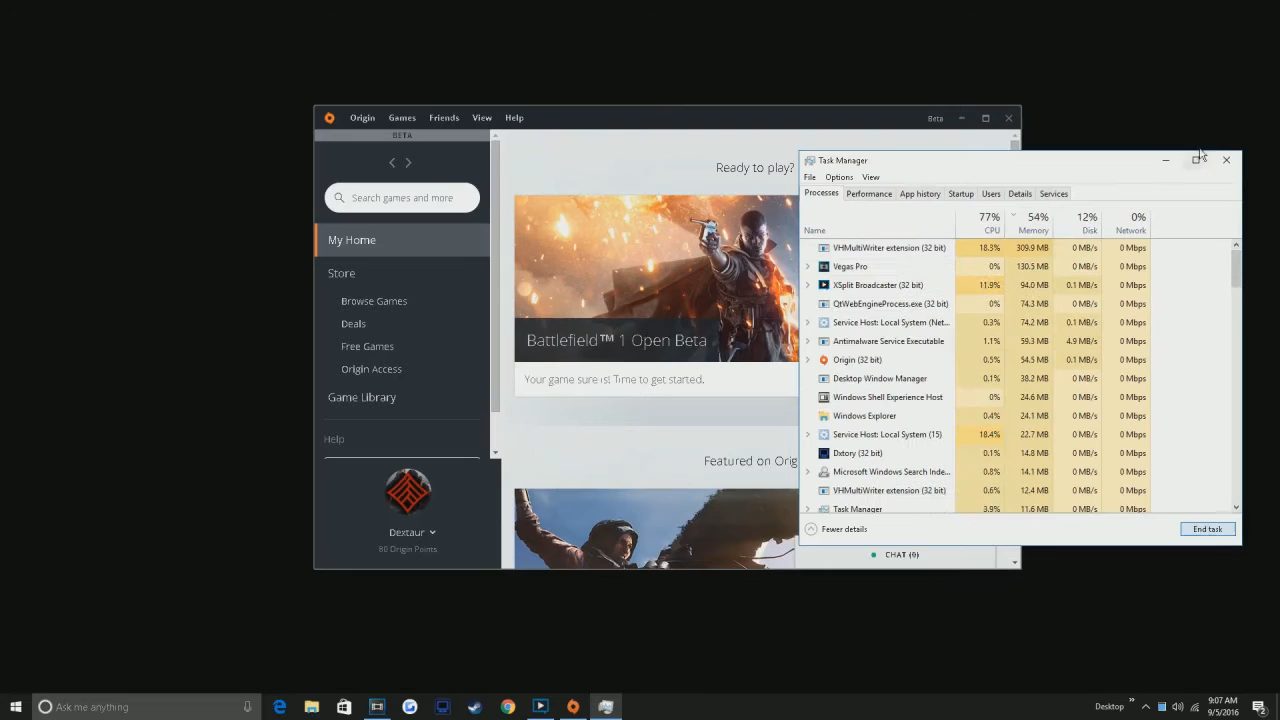 Origin Games Friends View Help Beta
BETA
Search games and more
My Home
Store
Browse Games
Deals
Free Games
Origin Access
Game Library
Help
Dextaur
80 Origin Points
Ready to play?
Battlefield™ 1 Open Beta
Your game sure is! Time to get started.
Featured on Orig
CHAT (0)
Task Manager
File Options View
Processes Performance App history Startup Users Details Services
77% 54% 12% 0%
Name CPU Memory Disk Network
VHMultiWriter extension (32 bit) 18.3% 309.9 MB 0 MB/s 0 Mbps
Vegas Pro 0% 130.5 MB 0 MB/s 0 Mbps
XSplit Broadcaster (32 bit) 11.9% 94.0 MB 0.1 MB/s 0 Mbps
QtWebEngineProcess.exe (32 bit) 0% 74.3 MB 0 MB/s 0 Mbps
Service Host: Local System (Net... 0.3% 74.2 MB 0.1 MB/s 0 Mbps
Antimalware Service Executable 1.1% 59.3 MB 4.9 MB/s 0 Mbps
Origin (32 bit) 0.5% 54.5 MB 0.1 MB/s 0 Mbps
Desktop Window Manager 0.1% 38.2 MB 0 MB/s 0 Mbps
Windows Shell Experience Host 0% 24.6 MB 0 MB/s 0 Mbps
Windows Explorer 0.4% 24.1 MB 0 MB/s 0 Mbps
Service Host: Local System (15) 18.4% 22.7 MB 0 MB/s 0 Mbps
Dxtory (32 bit) 0.1% 14.8 MB 0 MB/s 0 Mbps
Microsoft Windows Search Inde... 0.8% 14.1 MB 0 MB/s 0 Mbps
VHMultiWriter extension (32 bit) 0.6% 12.4 MB 0 MB/s 0 Mbps
Task Manager 3.9% 11.6 MB 0 MB/s 0 Mbps
Fewer details End task
Ask me anything
Desktop
9:07 AM
9/5/2016
2